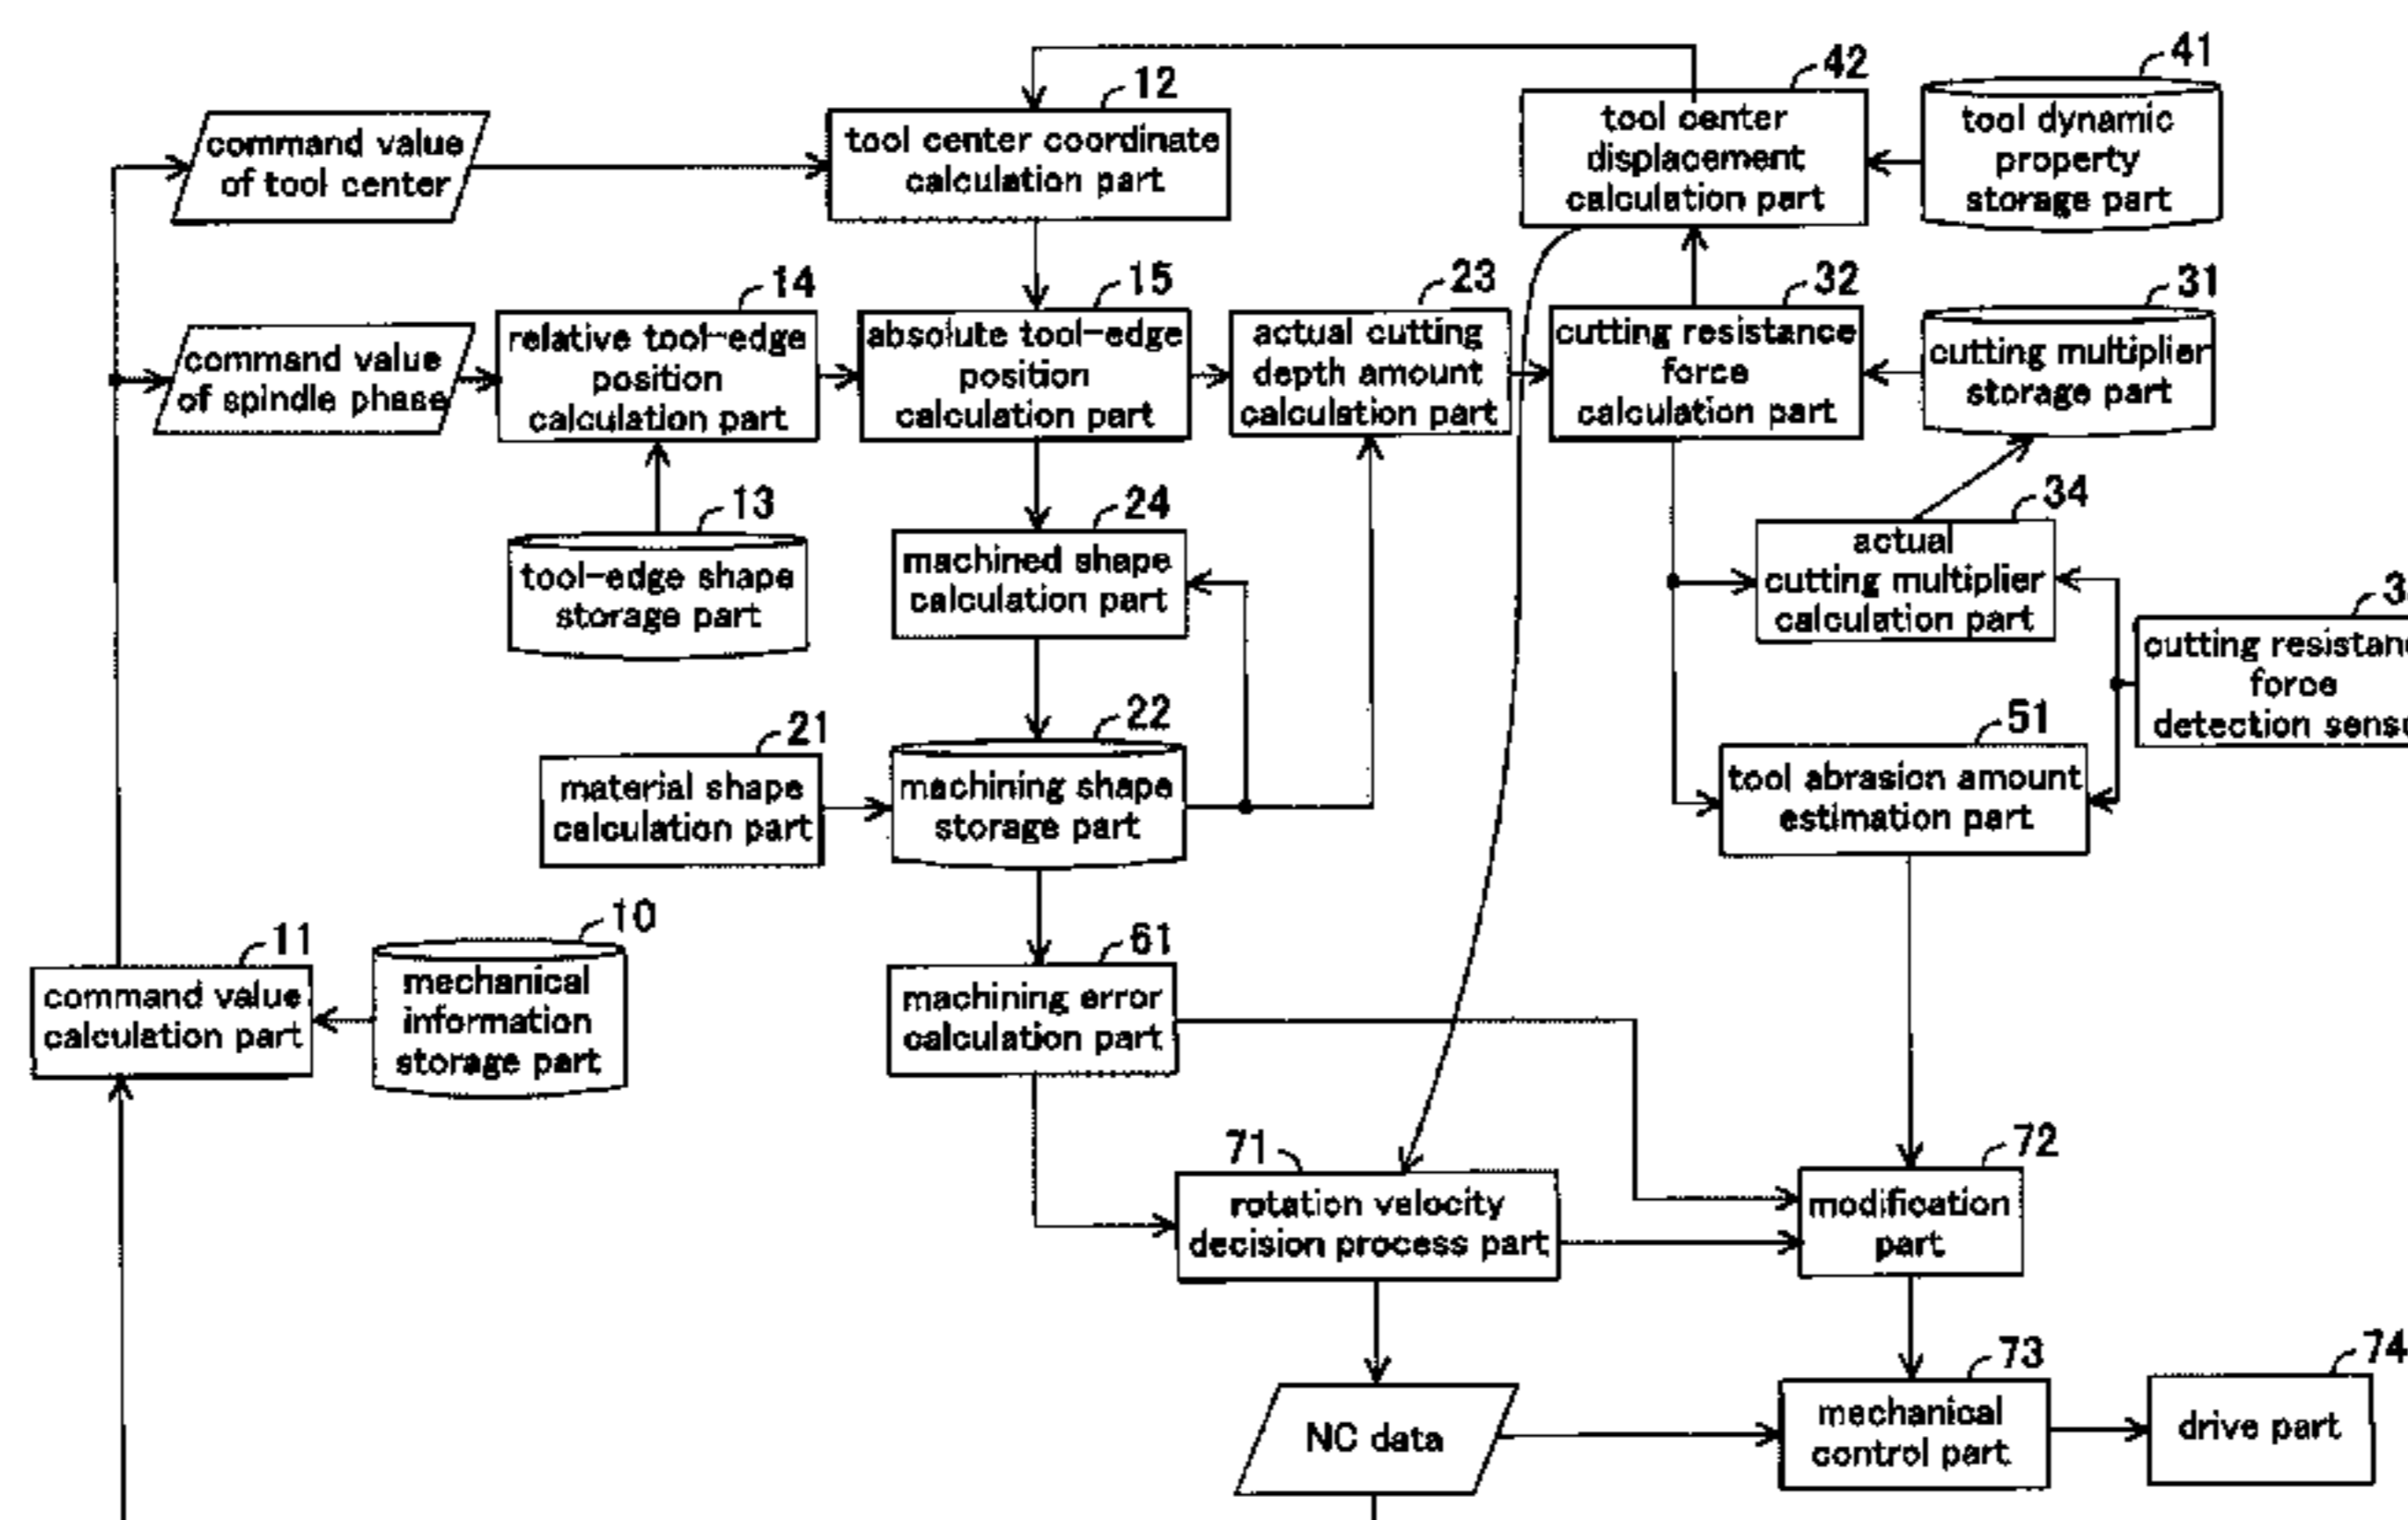 41
42
12
command value
of tool center
tool center coordinate
calculation part
tool center
displacement
calculation part
tool dynamic
property
storage part
14
15
23
32
31
command value
of spindle phase
relative tool-edge
position
calculation part
absolute tool-edge
position
calculation part
actual cutting
depth amount
calculation part
cutting resistance
force
calculation part
cutting multiplier
storage part
13
24
34
tool-edge shape
storage part
machined shape
calculation part
actual
cutting multiplier
calculation part
cutting
force
detection
21
22
51
material shape
calculation part
machining shape
storage part
tool abrasion amount
estimation part
11
10
61
command value
calculation part
mechanical
information
storage part
machining error
calculation part
71
72
rotation velocity
decision process part
modification
part
73
74
NC data
mechanical
control part
drive part